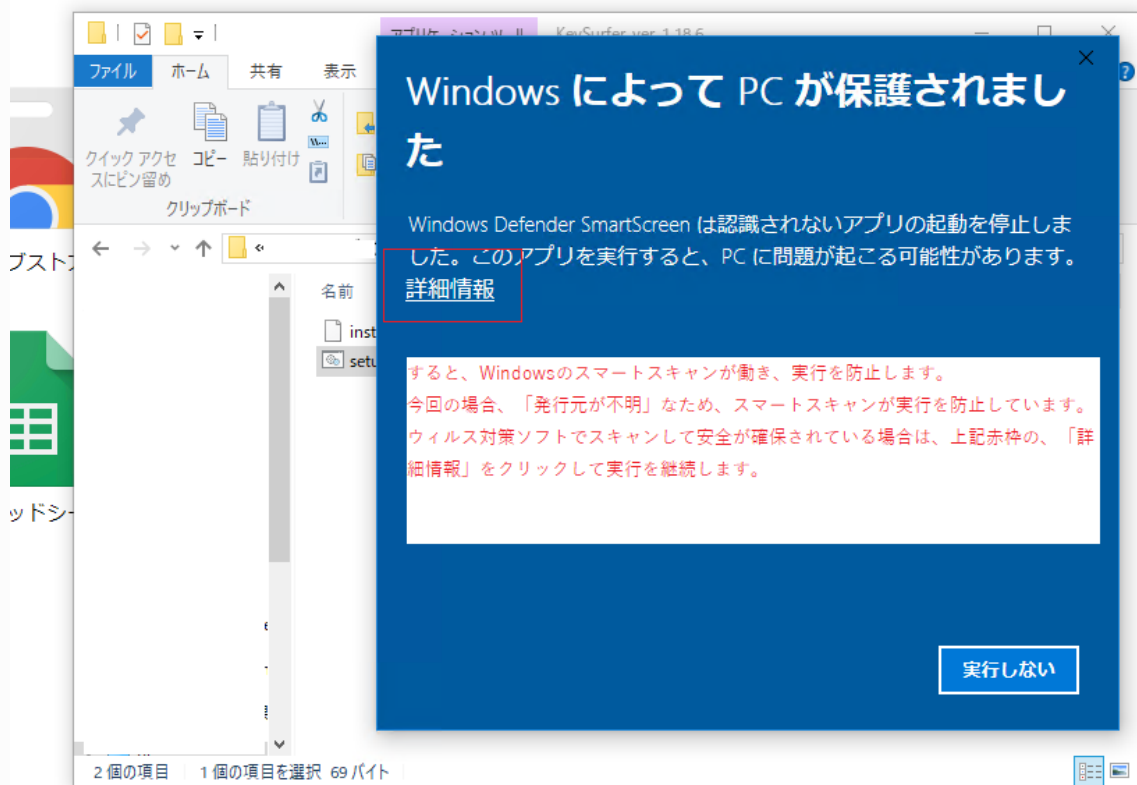 アプリケーション ツール KeySurfer ver 1.18.6
ファイル ホーム 共有 表示
クイック アクセスにピン留め
コピー
貼り付け
クリップボード
名前
inst
setu
ブスト
ッドシー
Windows によって PC が保護されまし
た
Windows Defender SmartScreen は認識されないアプリの起動を停止しま
した。このアプリを実行すると、PC に問題が起こる可能性があります。
詳細情報
すると、Windowsのスマートスキャンが働き、実行を防止します。
今回の場合、「発行元が不明」なため、スマートスキャンが実行を防止しています。
ウィルス対策ソフトでスキャンして安全が確保されている場合は、上記赤枠の、「詳
細情報」をクリックして実行を継続します。
実行しない
2 個の項目 1 個の項目を選択 69 バイト